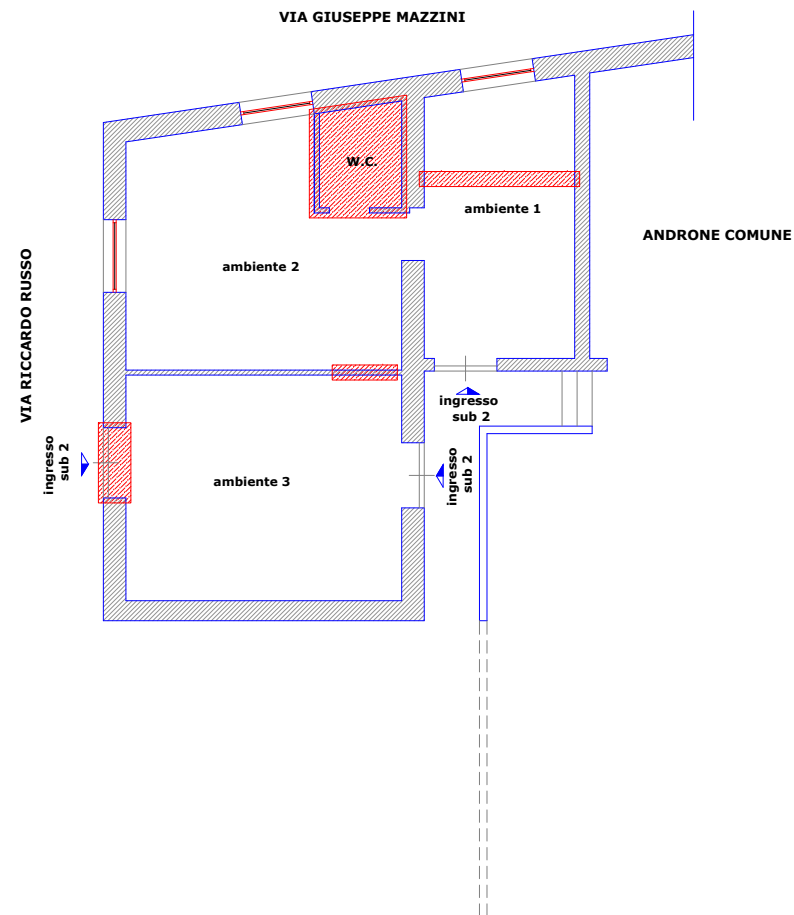 VIA GIUSEPPE MAZZINI
W.C.
ambiente 1
ANDRONE COMUNE
ambiente 2
VIA RICCARDO RUSSO
ingresso
sub 2
ingresso
sub 2
ambiente 3
ingresso
sub 2